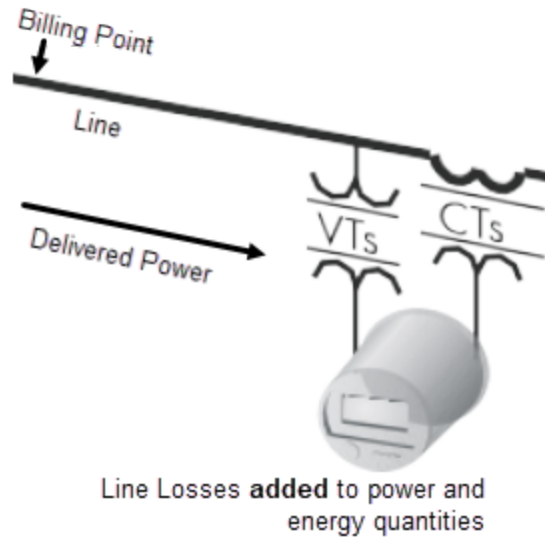 Billing Point
Line
Delivered Power
VTs
CTs
Line Losses added to power and
energy quantities